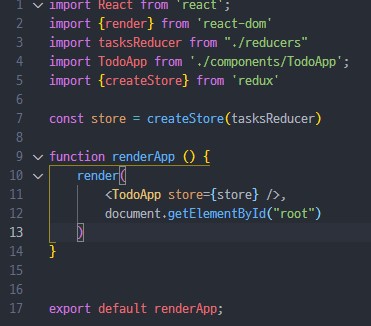 1 import React from 'react';
2 import {render} from 'react-dom'
3 import tasksReducer from "./reducers"
4 import TodoApp from './components/TodoApp';
5 import {createStore} from 'redux'
6
7 const store = createStore(tasksReducer)
8
9 function renderApp () {
10 render(
11 <TodoApp store={store} />,
12 document.getElementById("root")
13 )
14 }
15
16
17 export default renderApp;